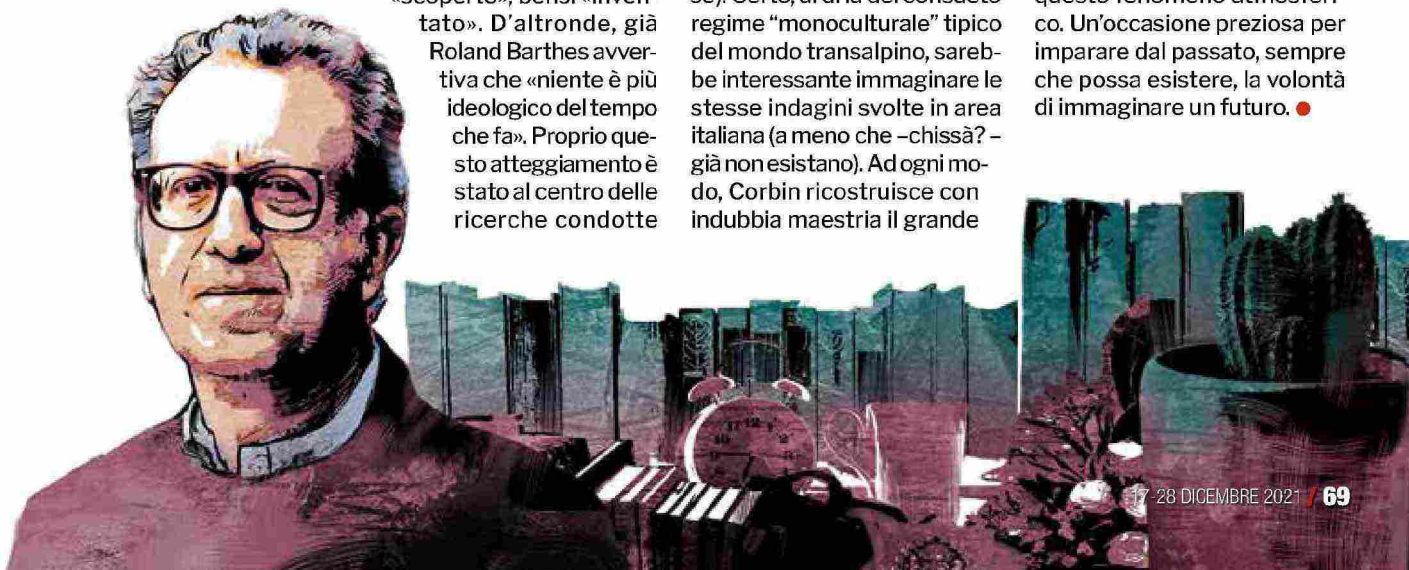 tato». D'altronde, già
Roland Barthes avver-
tiva che «niente è più
ideologico del tempo
che fa». Proprio que-
sto atteggiamento è
stato al centro delle
ricerche condotte
regime “monoculturale” tipico
del mondo transalpino, sareb-
be interessante immaginare le
stesse indagini svolte in area
italiana (a meno che –chissà? –
già non esistano). Ad ogni mo-
do, Corbin ricostruisce con
indubbia maestria il grande
co. Un’occasione preziosa per
imparare dal passato, sempre
che possa esistere, la volontà
di immaginare un futuro.
17-28 DICEMBRE 2021 / 69